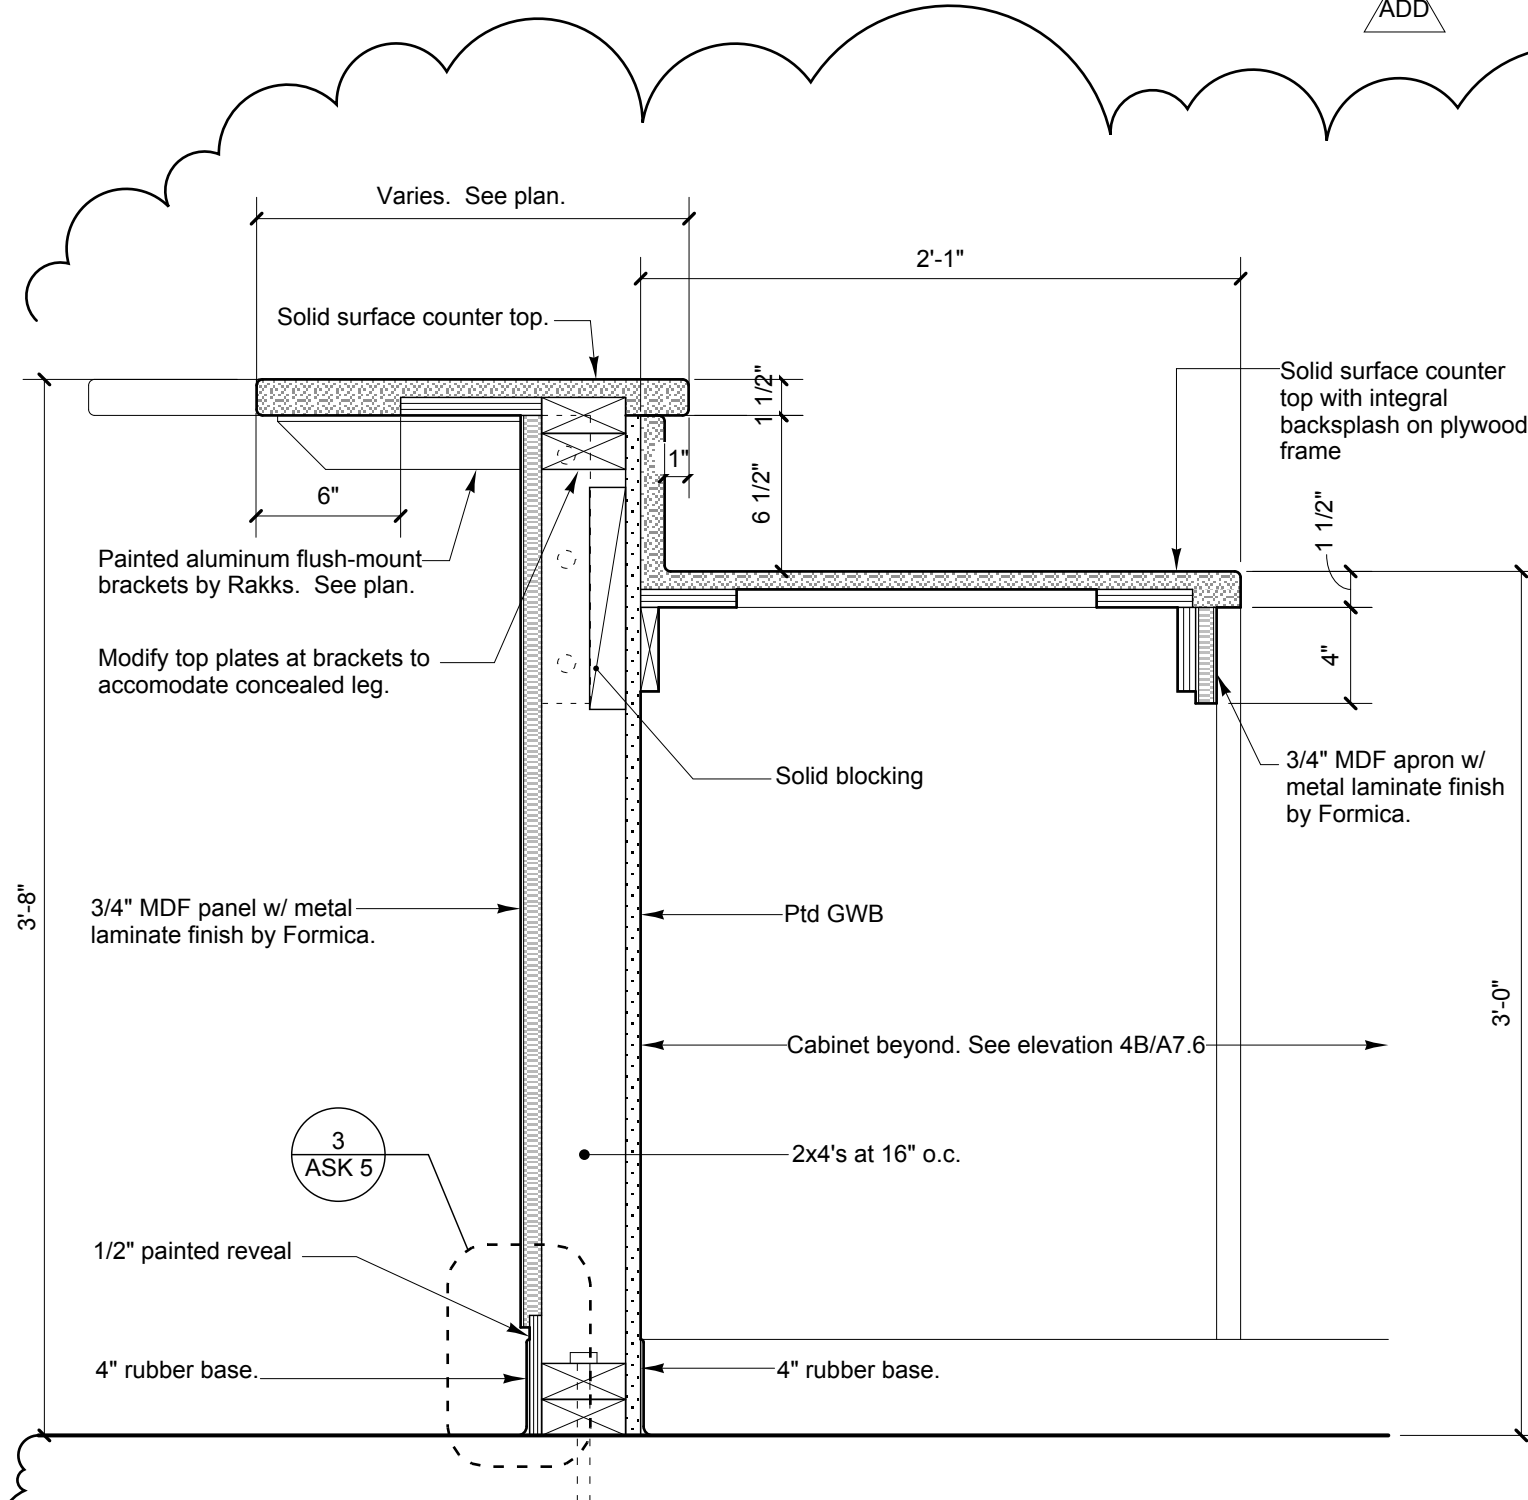 ADD
Varies.  See plan.
2'-1"
Solid surface counter top.
1 1/2"
Solid surface counter
top with integral
backsplash on plywood
frame
1"
6 1/2"
6"
1 1/2"
Painted aluminum flush-mount
brackets by Rakks.  See plan.
Modify top plates at brackets to
accomodate concealed leg.
4"
Solid blocking
3/4" MDF apron w/
metal laminate finish
by Formica.
3'-8"
3/4" MDF panel w/ metal
laminate finish by Formica.
Ptd GWB
3'-0"
Cabinet beyond. See elevation 4B/A7.6
3
ASK 5
2x4's at 16" o.c.
1/2" painted reveal
4" rubber base.
4" rubber base.